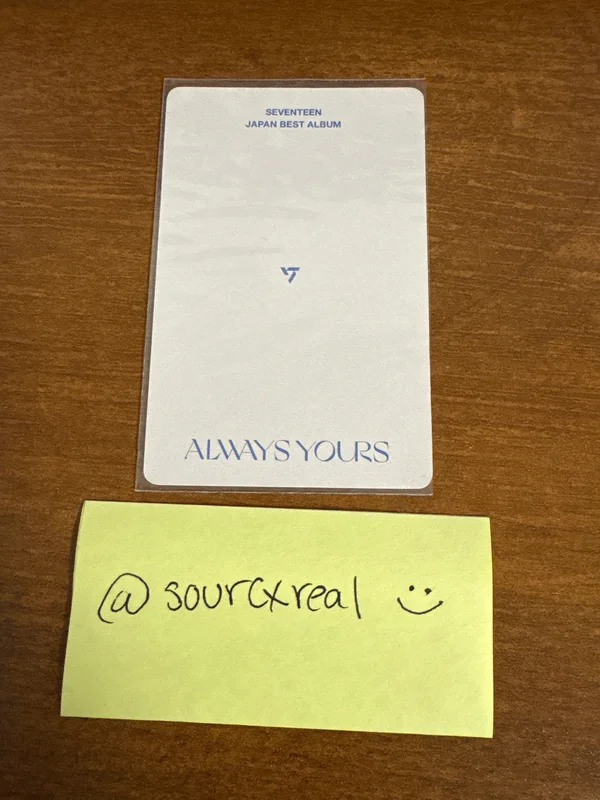 SEVENTEEN
JAPAN BEST ALBUM
ALWAYS YOURS
@sourcxreal